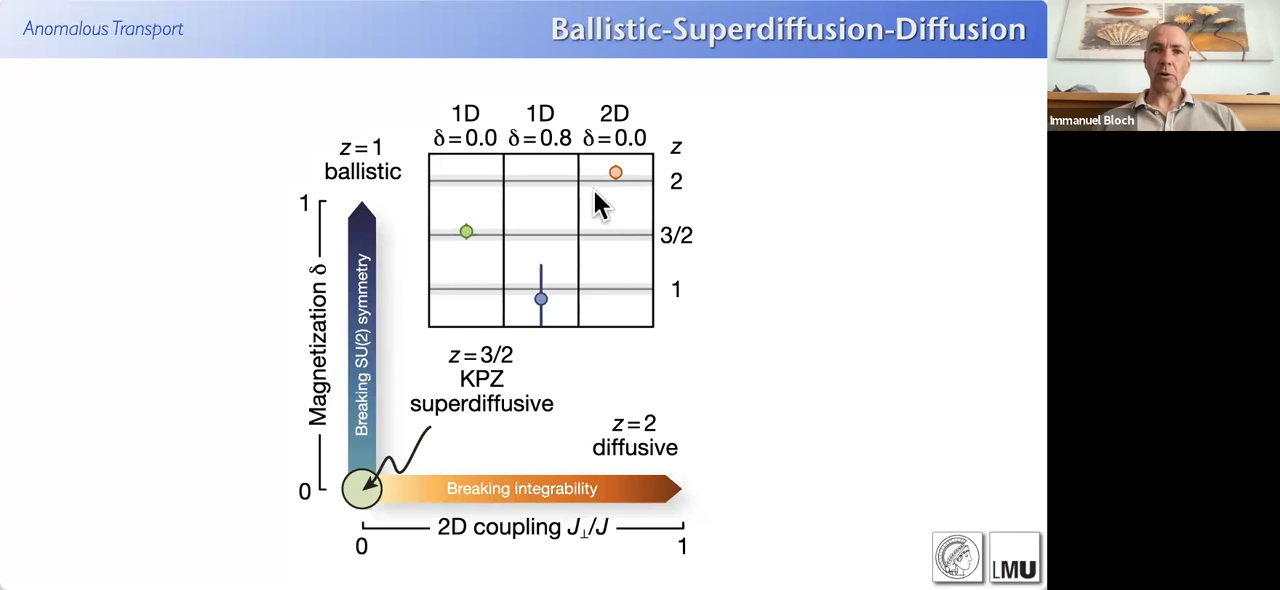 Anomalous Transport
Ballistic-Superdiffusion-Diffusion
Immanuel Bloch
1D
δ=0.0
1D
δ=0.8
2D
δ=0.0
z
2
3/2
1
z=1
ballistic
1
Magnetization δ
0
Breaking SU(2) symmetry
z=3/2
KPZ
superdiffusive
z=2
diffusive
Breaking integrability
2D coupling J⊥/J
0
1
LMU